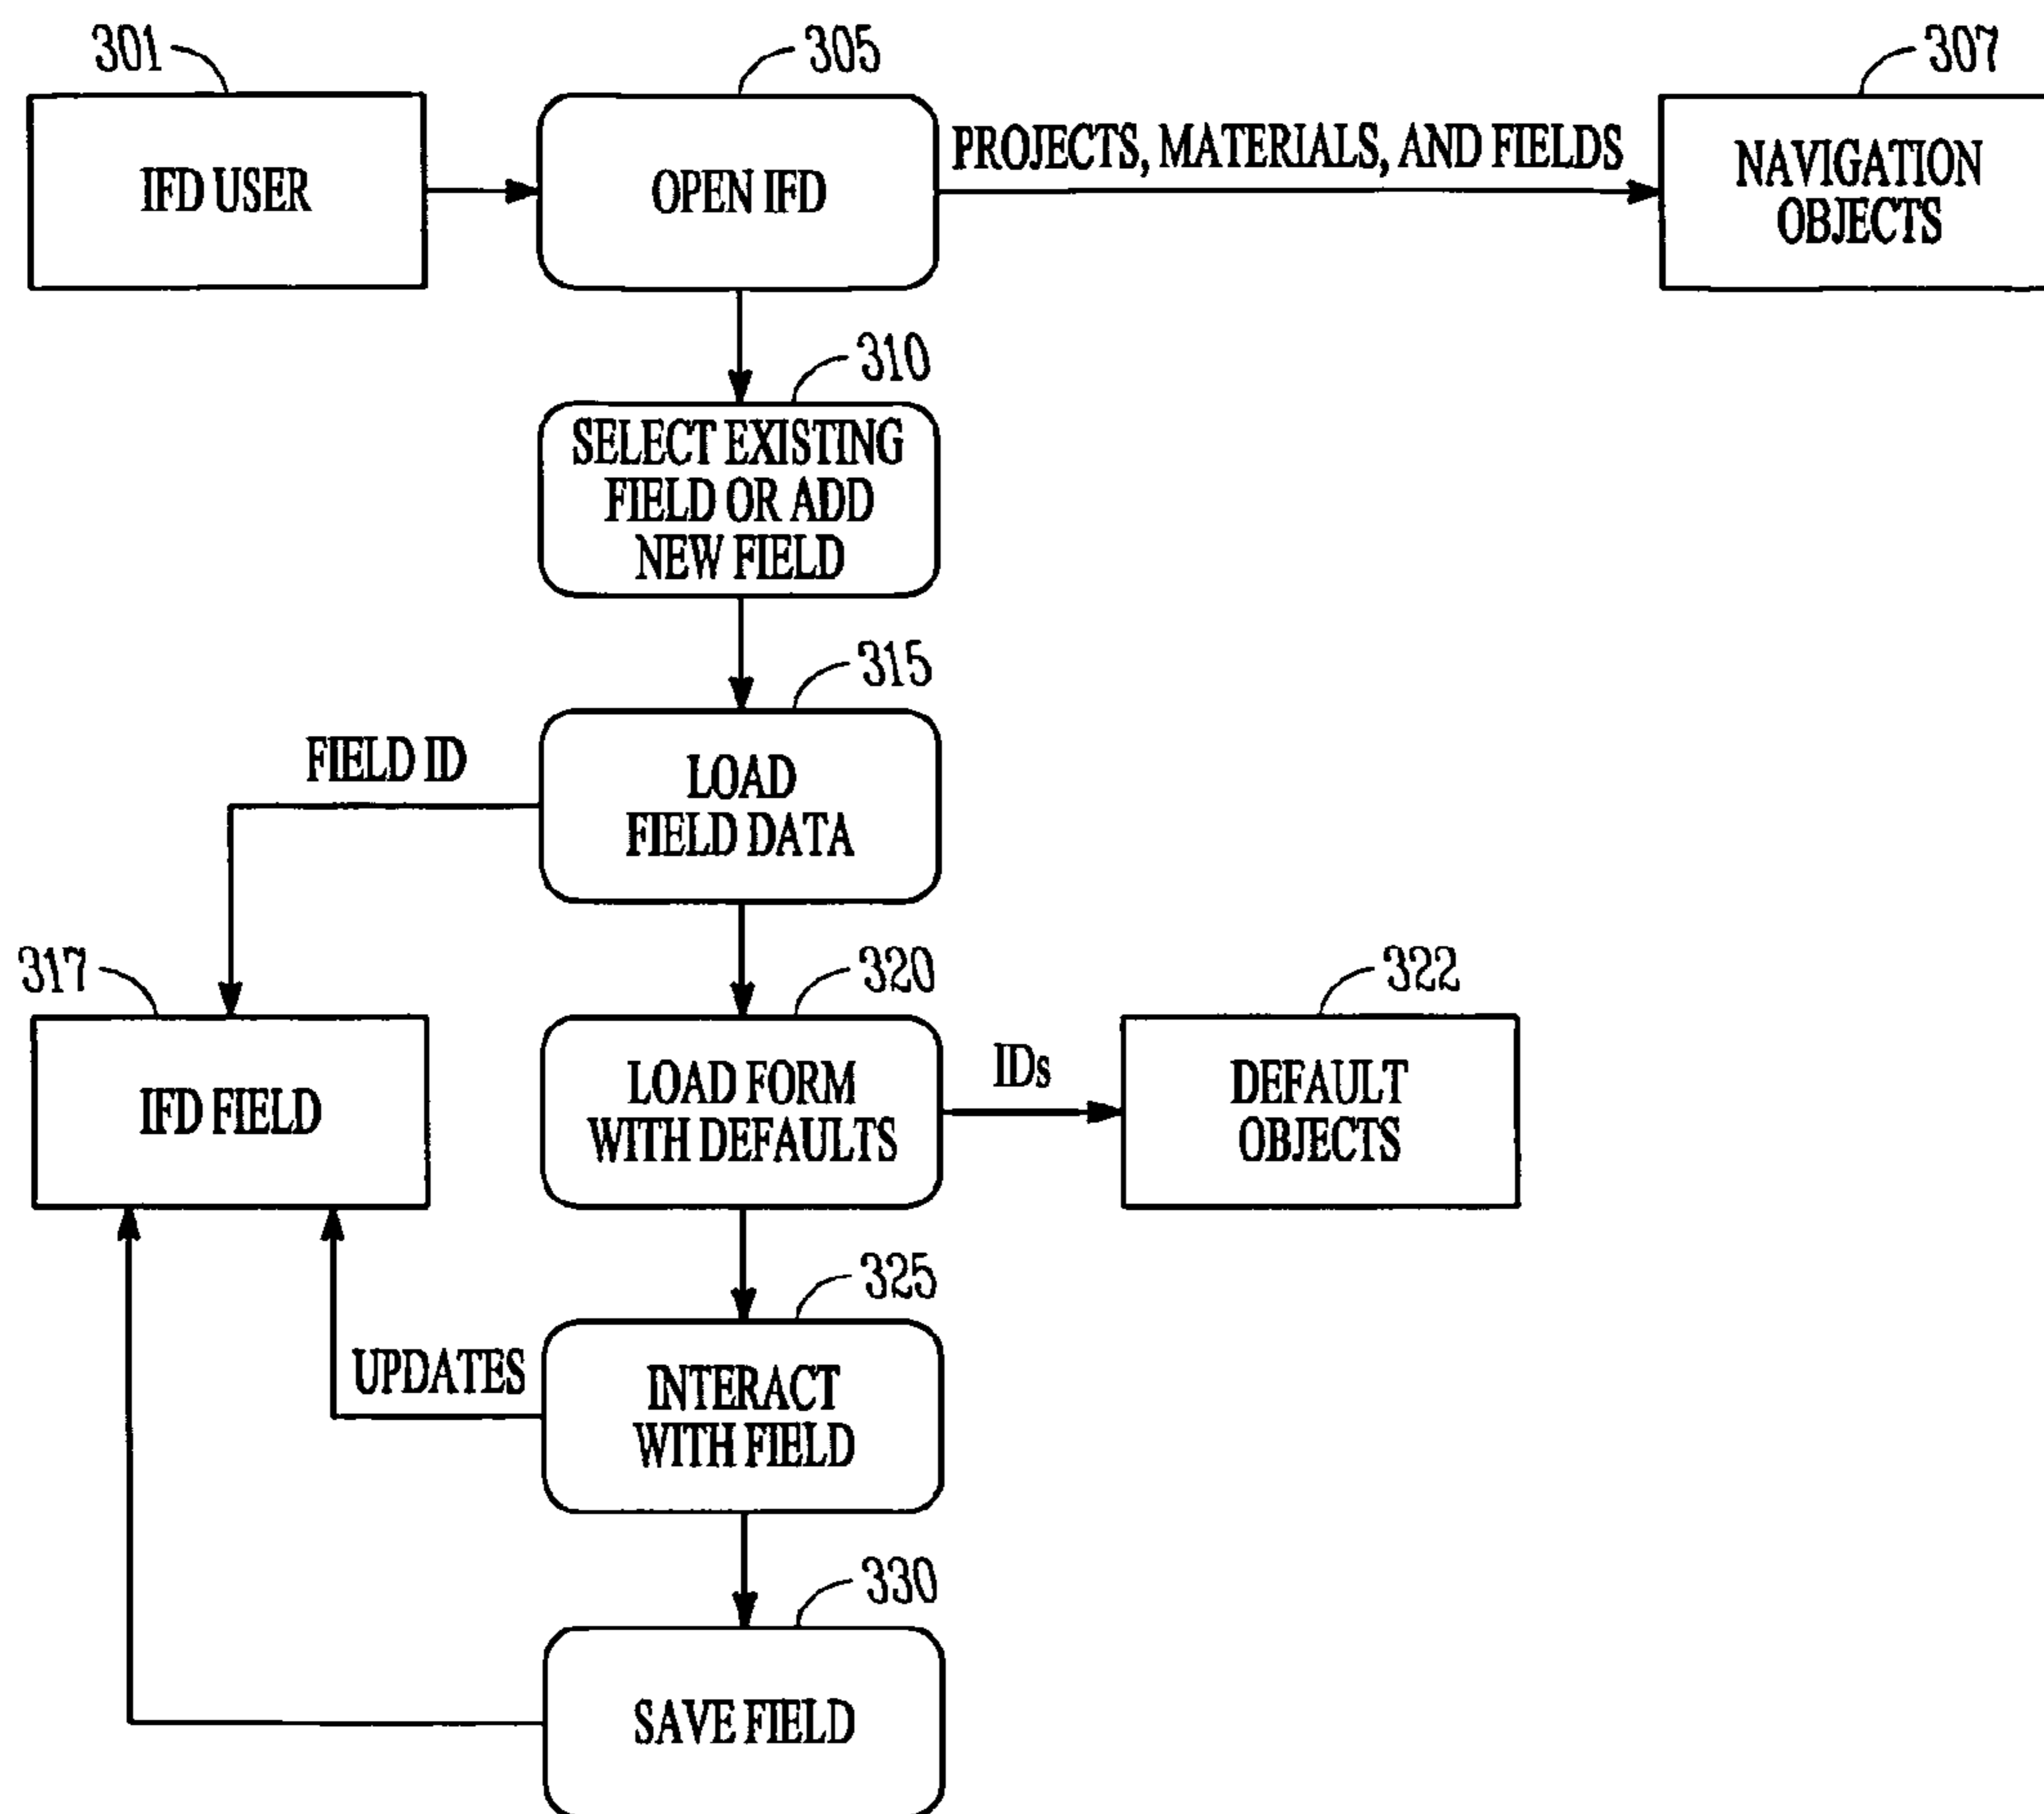 301
305
307
IFD USER
OPEN IFD
PROJECTS, MATERIALS, AND FIELDS
NAVIGATION
OBJECTS
310
SELECT EXISTING
FIELD OR ADD
NEW FIELD
315
FIELD ID
LOAD
FIELD DATA
317
320
322
IFD FIELD
LOAD FORM
WITH DEFAULTS
IDs
DEFAULT
OBJECTS
325
UPDATES
INTERACT
WITH FIELD
330
SAVE FIELD